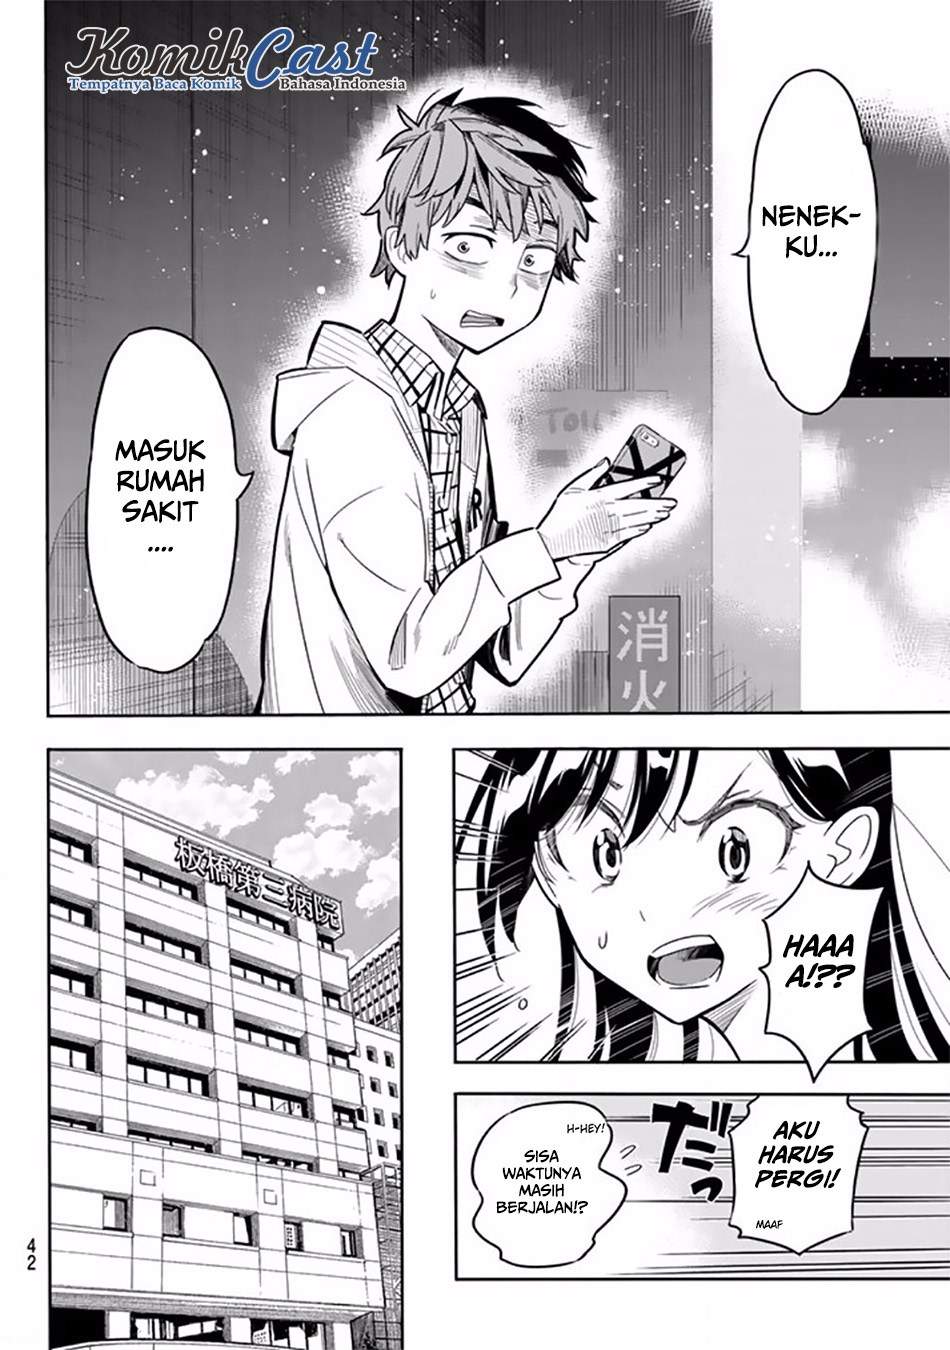 KomikCast
Tempatnya Baca Komik Bahasa Indonesia
NENEK-
KU...
MASUK
RUMAH
SAKIT
....
消
火
HAAA
A!??
AKU
HARUS
PERGI!
MAAF
だっ
H-HEY!
SISA
WAKTUNYA
MASIH
BERJALAN!?
板橋第三病院
42